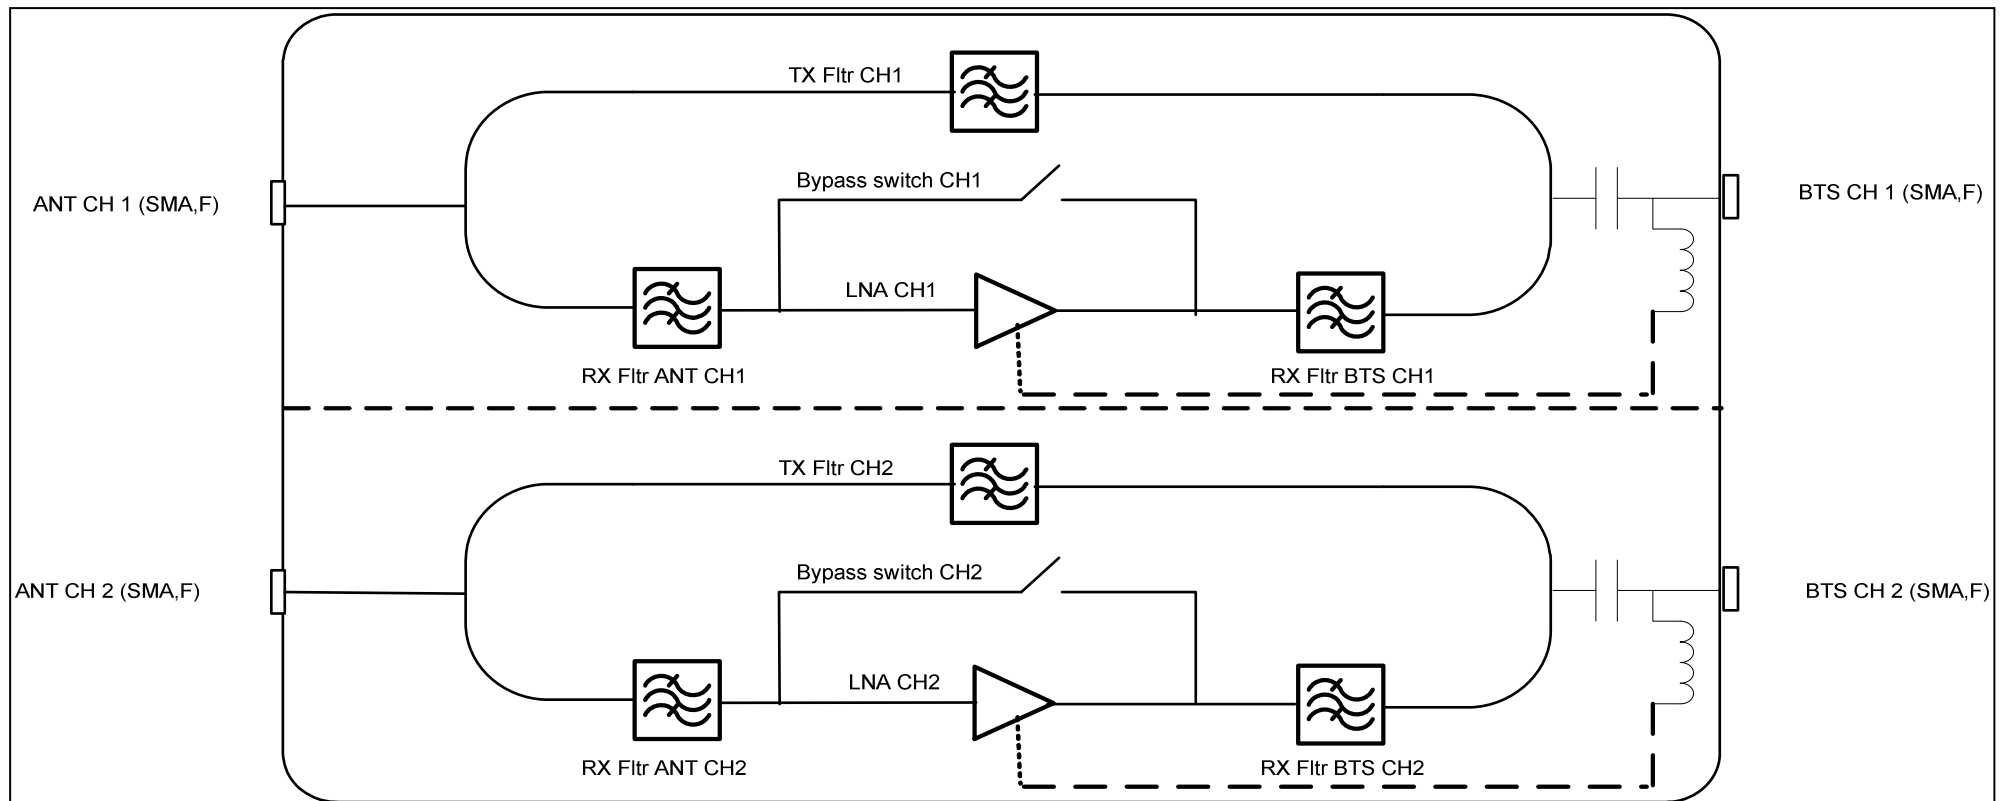 TX Fltr CH1
Bypass switch CH1
ANT CH 1 (SMA,F)
BTS CH 1 (SMA,F)
LNA CH1
RX Fltr ANT CH1
RX Fltr BTS CH1
TX Fltr CH2
Bypass switch CH2
ANT CH 2 (SMA,F)
BTS CH 2 (SMA,F)
LNA CH2
RX Fltr ANT CH2
RX Fltr BTS CH2